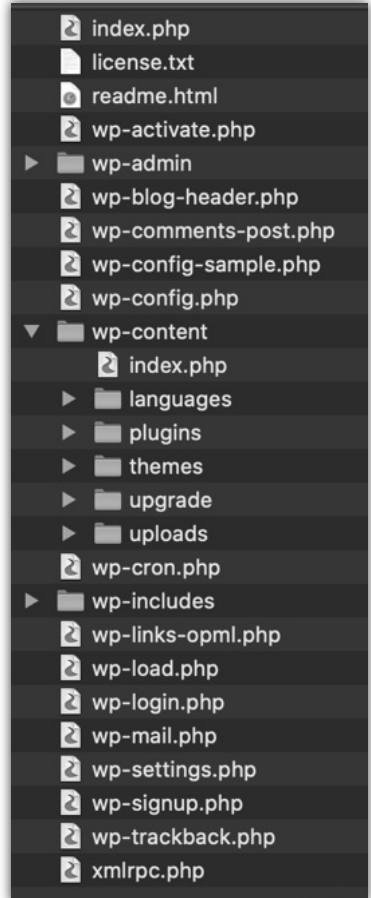 index.php
license.txt
readme.html
wp-activate.php
wp-admin
wp-blog-header.php
wp-comments-post.php
wp-config-sample.php
wp-config.php
wp-content
index.php
languages
plugins
themes
upgrade
uploads
wp-cron.php
wp-includes
wp-links-opml.php
wp-load.php
wp-login.php
wp-mail.php
wp-settings.php
wp-signup.php
wp-trackback.php
xmlrpc.php